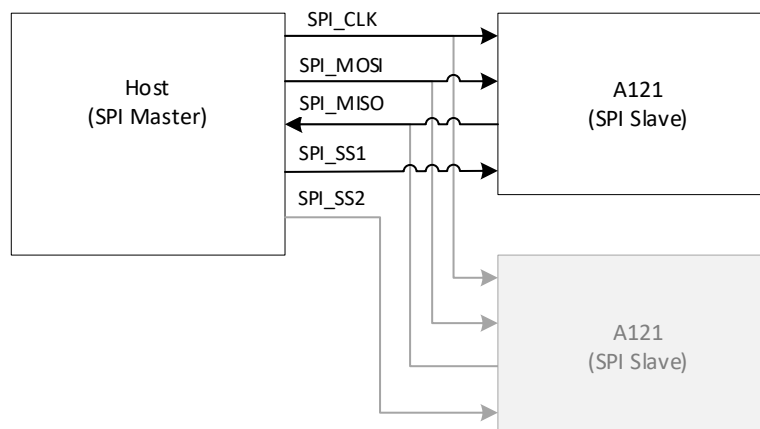 SPI_CLK
Host
(SPI Master)
SPI_MOSI
SPI_MISO
SPI_SS1
SPI_SS2
A121
(SPI Slave)
A121
(SPI Slave)